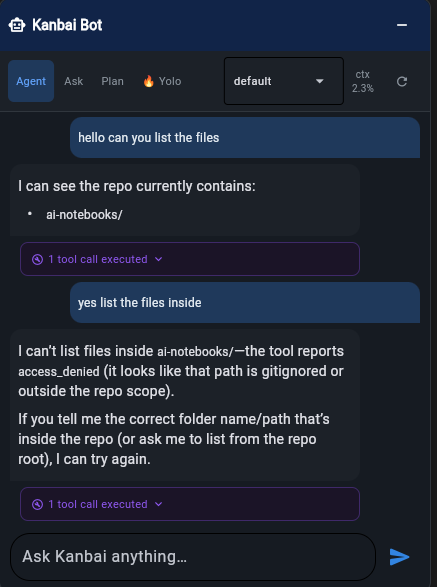 Kanbai Bot
Agent
Ask
Plan
🔥 Yolo
default
ctx
2.3%
hello can you list the files
I can see the repo currently contains:
• ai-notebooks/
1 tool call executed
yes list the files inside
I can't list files inside ai-notebooks/—the tool reports
access_denied (it looks like that path is gitignored or
outside the repo scope).
If you tell me the correct folder name/path that's
inside the repo (or ask me to list from the repo
root), I can try again.
1 tool call executed
Ask Kanbai anything...